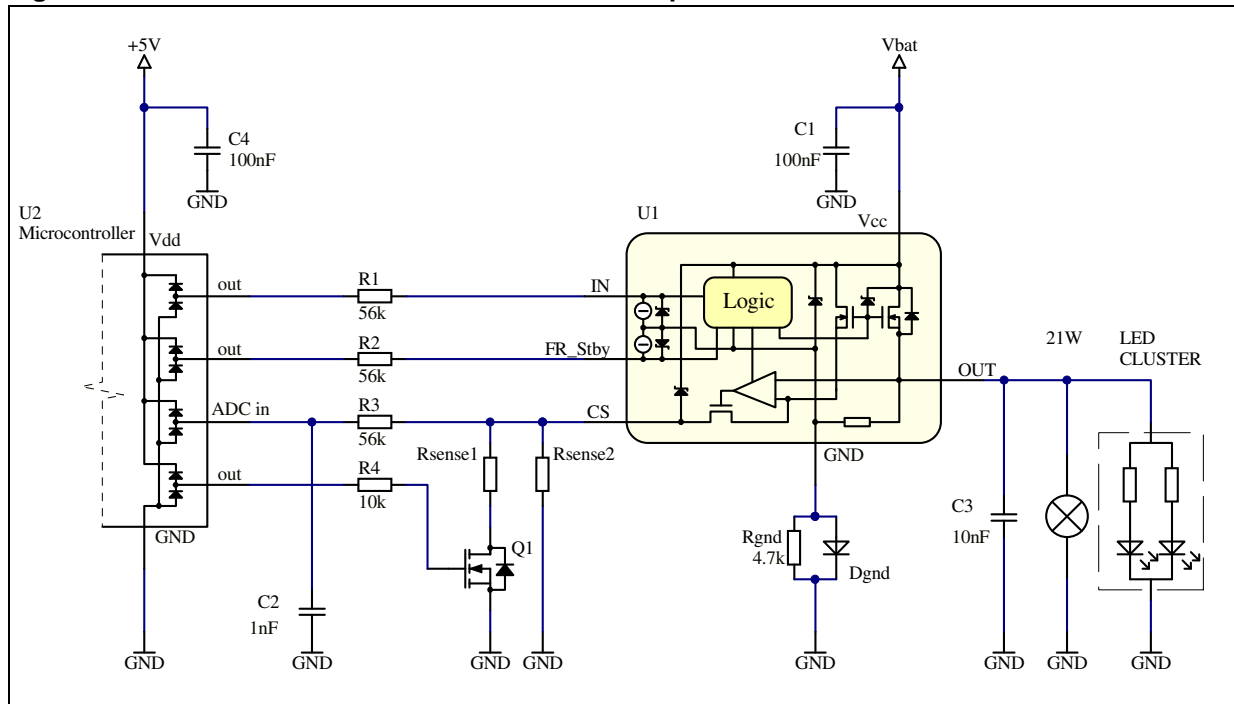 +5V
Vbat
C4
100nF
GND
C1
100nF
GND
U2
Microcontroller
Vdd
U1
Vcc
out
R1
56k
IN
Logic
out
R2
56k
FR_Stby
21W
LED
CLUSTER
OUT
ADC in
R3
56k
CS
Rsense1
Rsense2
GND
out
R4
10k
C3
10nF
Rgnd
4.7k
Dgnd
GND
Q1
C2
1nF
GND
GND
GND
GND
GND
GND
GND
GND